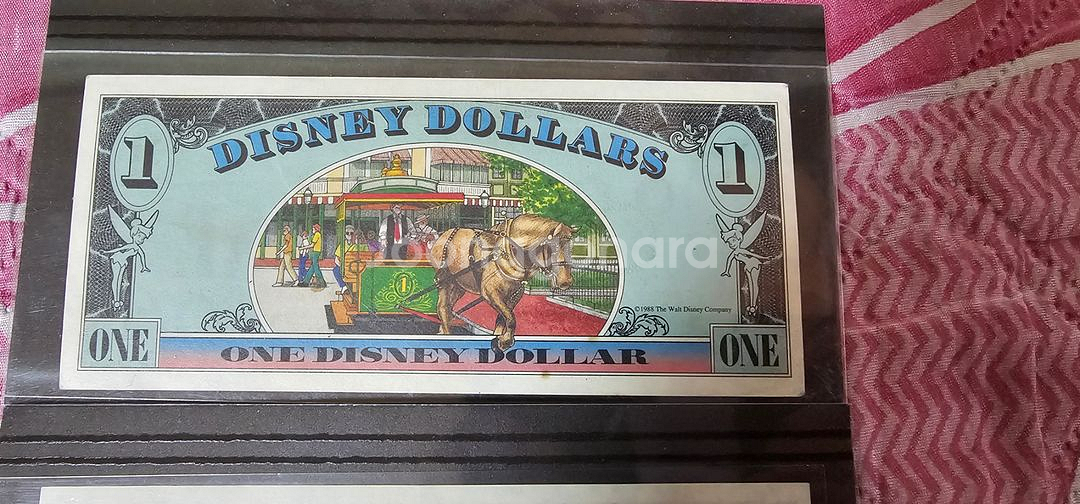 DISNEY DOLLARS
1
1
1
©1988 The Walt Disney Company
ONE
ONE DISNEY DOLLAR
ONE